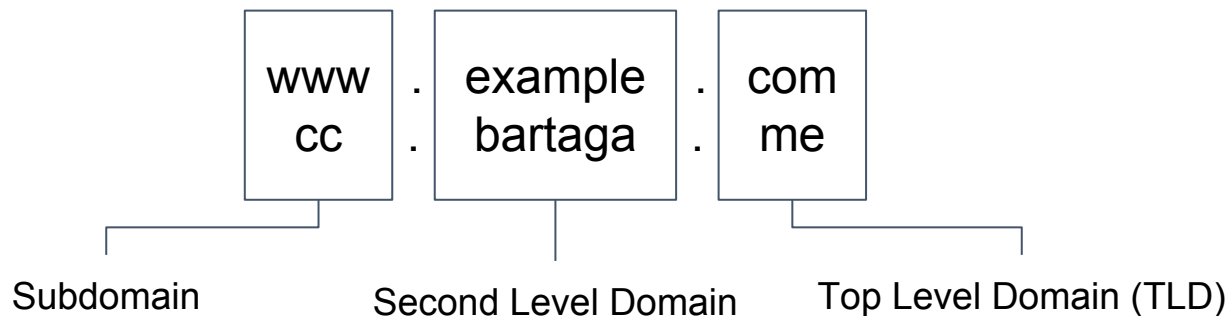 www . example . com
cc . bartaga . me
Subdomain
Second Level Domain
Top Level Domain (TLD)